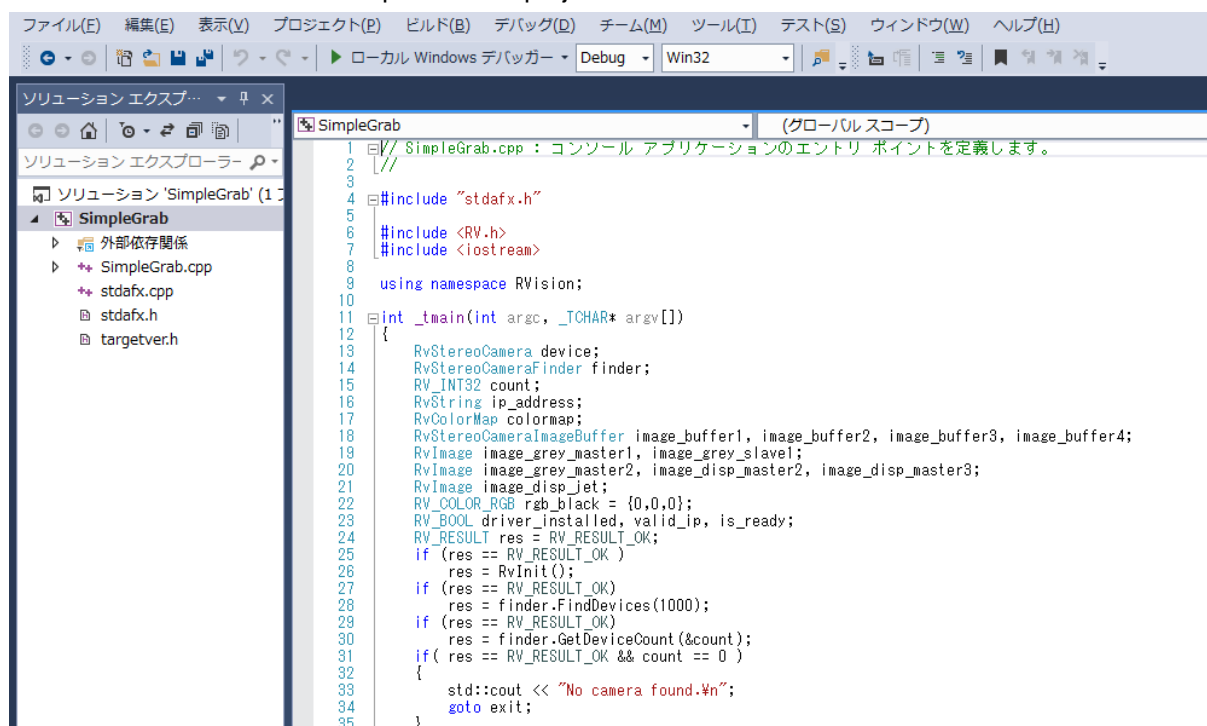 ファイル(F) 編集(E) 表示(V) プロジェクト(P) ビルド(B) デバッグ(D) チーム(M) ツール(T) テスト(S) ウィンドウ(W) ヘルプ(H)
ローカル Windows デバッガー Debug Win32
ソリューション エクスプ…
SimpleGrab (グローバル スコープ)
ソリューション エクスプローラー
ソリューション 'SimpleGrab' (1
SimpleGrab
外部依存関係
SimpleGrab.cpp
stdafx.cpp
stdafx.h
targetver.h
1 // SimpleGrab.cpp : コンソール アプリケーションのエントリ ポイントを定義します。
2 //
3
4 #include "stdafx.h"
5
6 #include <RV.h>
7 #include <iostream>
8
9 using namespace RVision;
10
11 int _tmain(int argc, _TCHAR* argv[])
12 {
13 RvStereoCamera device;
14 RvStereoCameraFinder finder;
15 RV_INT32 count;
16 RvString ip_address;
17 RvColorMap colormap;
18 RvStereoCameraImageBuffer image_buffer1, image_buffer2, image_buffer3, image_buffer4;
19 RvImage image_grey_master1, image_grey_slave1;
20 RvImage image_grey_master2, image_disp_master2, image_disp_master3;
21 RvImage image_disp_jet;
22 RV_COLOR_RGB rgb_black = {0,0,0};
23 RV_BOOL driver_installed, valid_ip, is_ready;
24 RV_RESULT res = RV_RESULT_OK;
25 if (res == RV_RESULT_OK )
26 res = RvInit();
27 if (res == RV_RESULT_OK)
28 res = finder.FindDevices(1000);
29 if (res == RV_RESULT_OK)
30 res = finder.GetDeviceCount(&count);
31 if( res == RV_RESULT_OK && count == 0 )
32 {
33 std::cout << "No camera found.¥n";
34 goto exit;
35 }